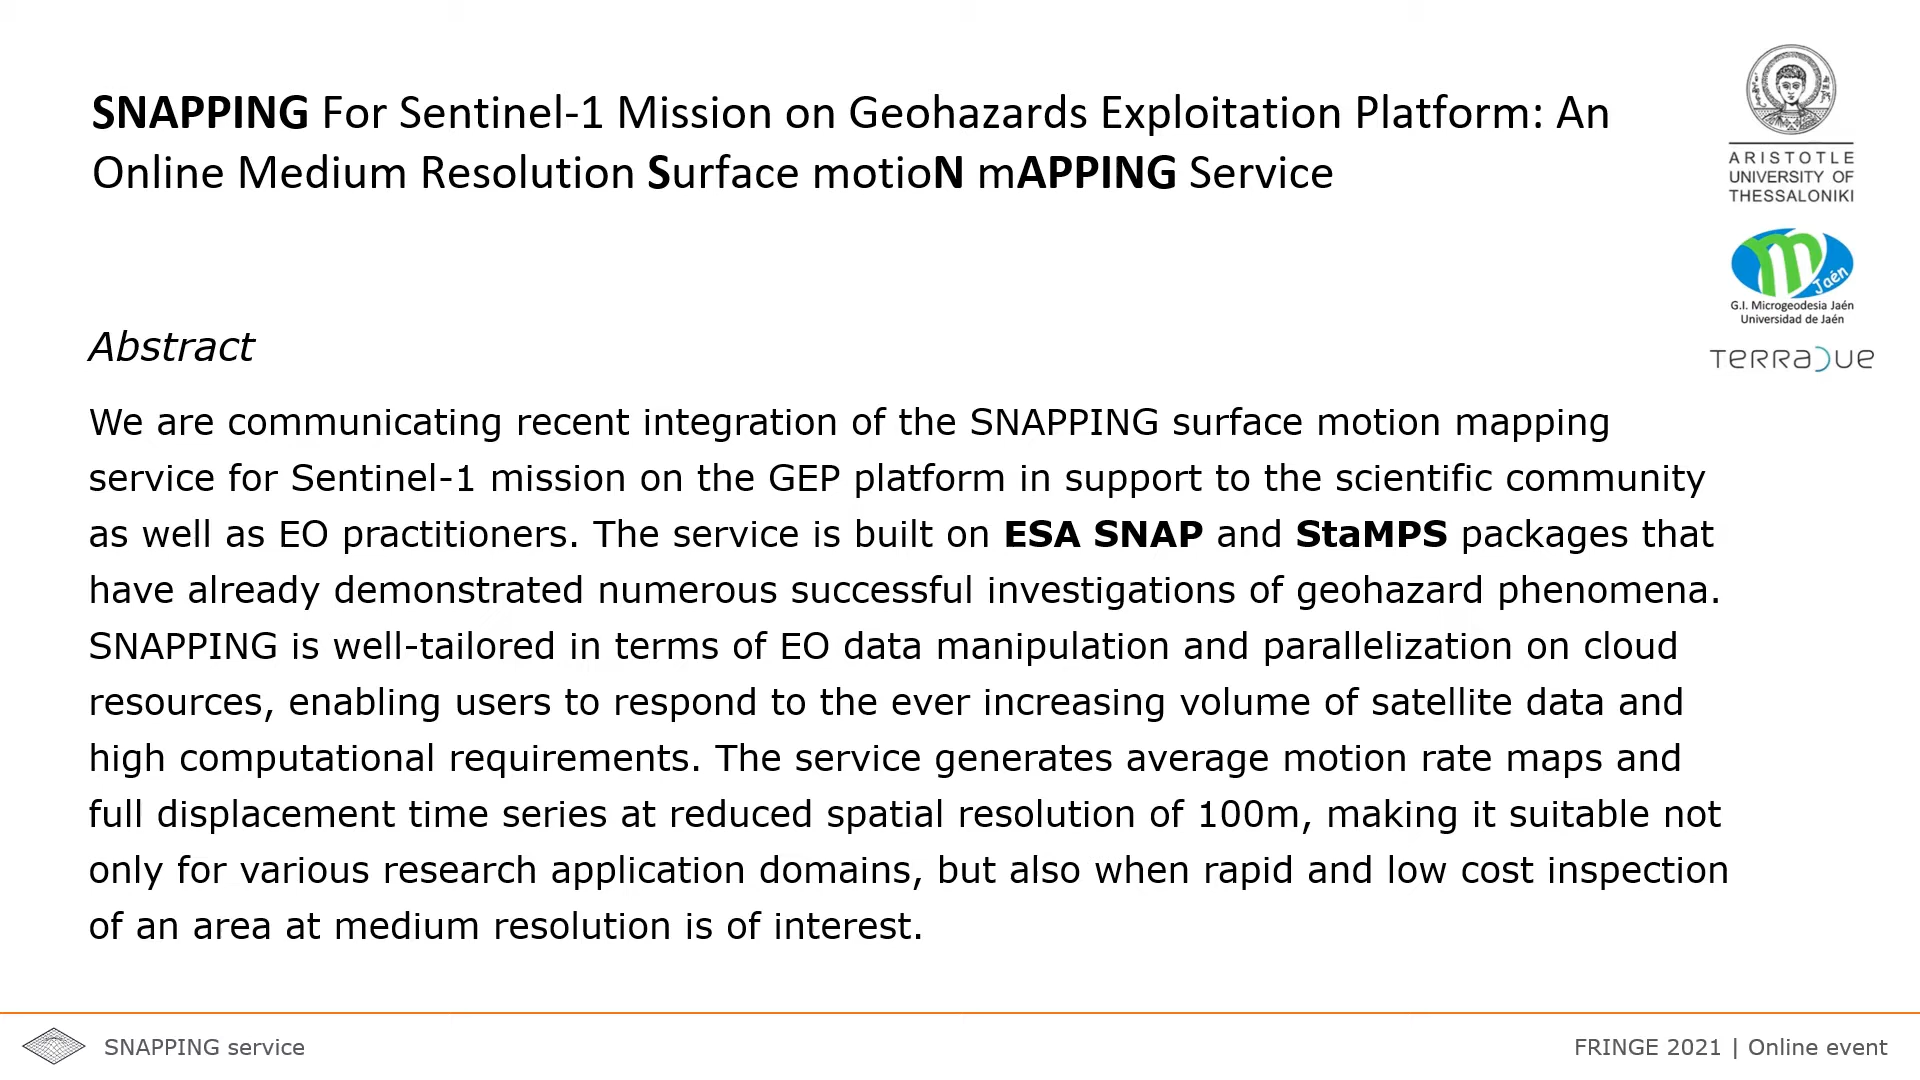 SNAPPING For Sentinel-1 Mission on Geohazards Exploitation Platform: An
Online Medium Resolution Surface motioN mAPPING Service
ARISTOTLE
UNIVERSITY OF
THESSALONIKI
Jaén
G.I. Microgeodesia Jaén
Universidad de Jaén
TERRADUE
Abstract
We are communicating recent integration of the SNAPPING surface motion mapping
service for Sentinel-1 mission on the GEP platform in support to the scientific community
as well as EO practitioners. The service is built on ESA SNAP and StaMPS packages that
have already demonstrated numerous successful investigations of geohazard phenomena.
SNAPPING is well-tailored in terms of EO data manipulation and parallelization on cloud
resources, enabling users to respond to the ever increasing volume of satellite data and
high computational requirements. The service generates average motion rate maps and
full displacement time series at reduced spatial resolution of 100m, making it suitable not
only for various research application domains, but also when rapid and low cost inspection
of an area at medium resolution is of interest.
SNAPPING service
FRINGE 2021 | Online event